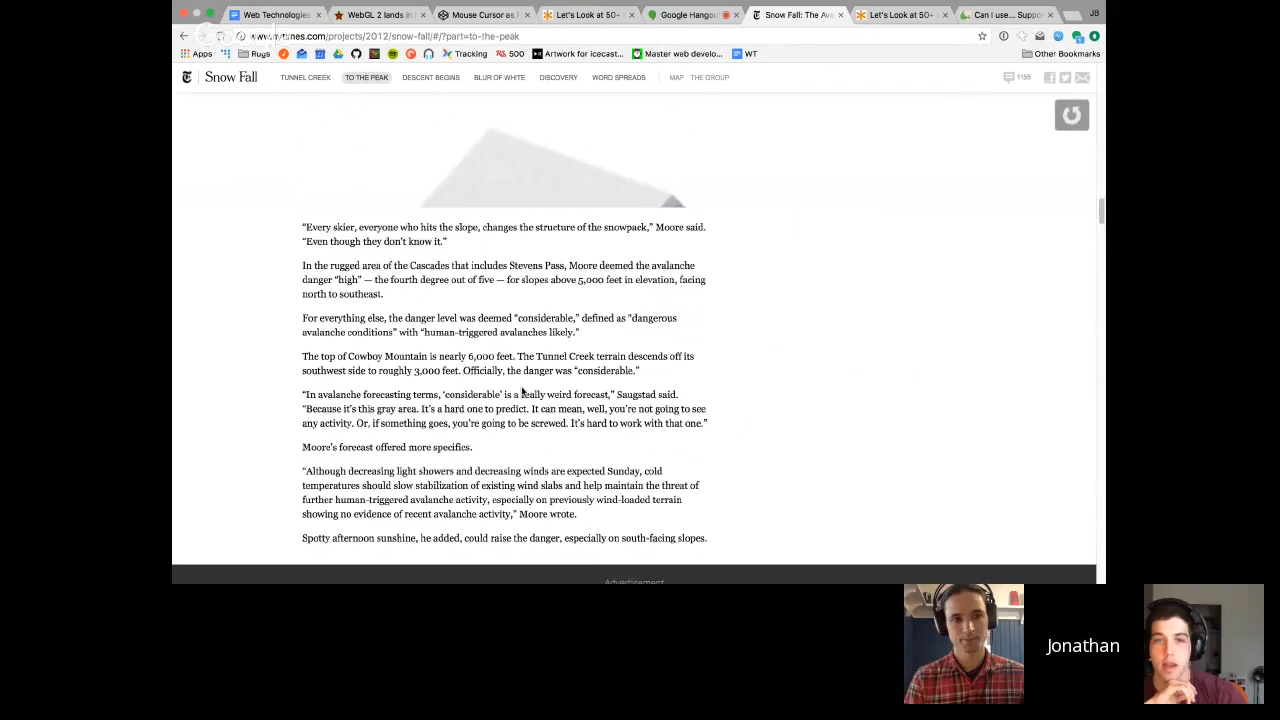 Web Technologies
WebGL 2 lands in
Mouse Cursor as F
Let's Look at 50+
Google Hangout
Snow Fall: The Ava
Let's Look at 50+
Can I use... Suppor
JB
nytimes.com/projects/2012/snow-fall/#/?part=to-the-peak
Apps
Rugs
Tracking
500
Artwork for icecast...
Master web develo...
WT
Other Bookmarks
Snow Fall
TUNNEL CREEK
TO THE PEAK
DESCENT BEGINS
BLUR OF WHITE
DISCOVERY
WORD SPREADS
MAP
THE GROUP
1155
“Every skier, everyone who hits the slope, changes the structure of the snowpack,” Moore said.
“Even though they don’t know it.”
In the rugged area of the Cascades that includes Stevens Pass, Moore deemed the avalanche
danger “high” — the fourth degree out of five — for slopes above 5,000 feet in elevation, facing
north to southeast.
For everything else, the danger level was deemed “considerable,” defined as “dangerous
avalanche conditions” with “human-triggered avalanches likely.”
The top of Cowboy Mountain is nearly 6,000 feet. The Tunnel Creek terrain descends off its
southwest side to roughly 3,000 feet. Officially, the danger was “considerable.”
“In avalanche forecasting terms, ‘considerable’ is a really weird forecast,” Saugstad said.
“Because it’s this gray area. It’s a hard one to predict. It can mean, well, you’re not going to see
any activity. Or, if something goes, you’re going to be screwed. It’s hard to work with that one.”
Moore’s forecast offered more specifics.
“Although decreasing light showers and decreasing winds are expected Sunday, cold
temperatures should slow stabilization of existing wind slabs and help maintain the threat of
further human-triggered avalanche activity, especially on previously wind-loaded terrain
showing no evidence of recent avalanche activity,” Moore wrote.
Spotty afternoon sunshine, he added, could raise the danger, especially on south-facing slopes.
Advertisement
Jonathan